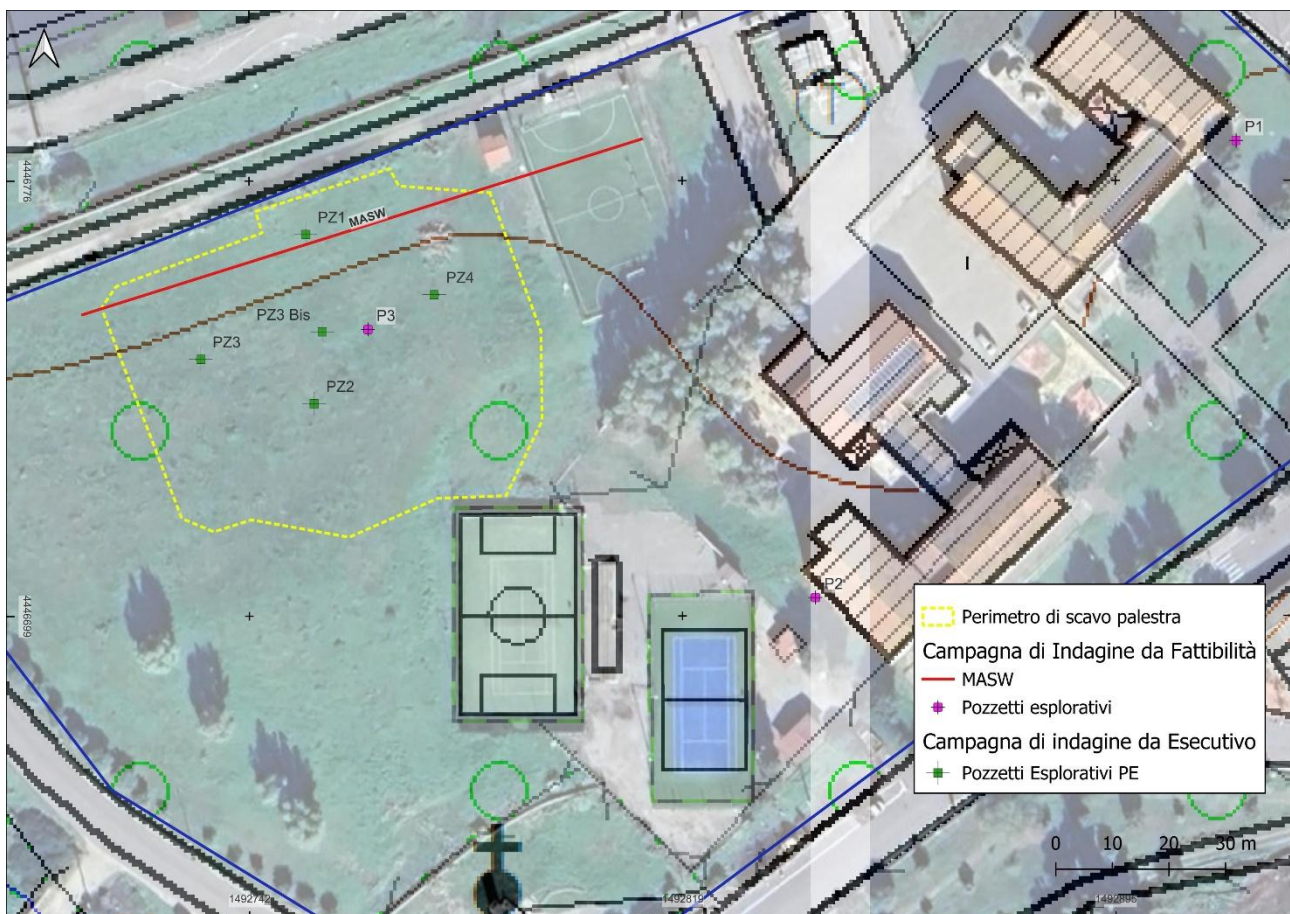 P1
4446776
PZ1
MASW
PZ4
PZ3 Bis
P3
PZ3
PZ2
P2
4446699
Perimetro di scavo palestra
Campagna di Indagine da Fattibilità
MASW
Pozzetti esplorativi
Campagna di indagine da Esecutivo
Pozzetti Esplorativi PE
0 10 20 30 m
1492742
1492819
1492896